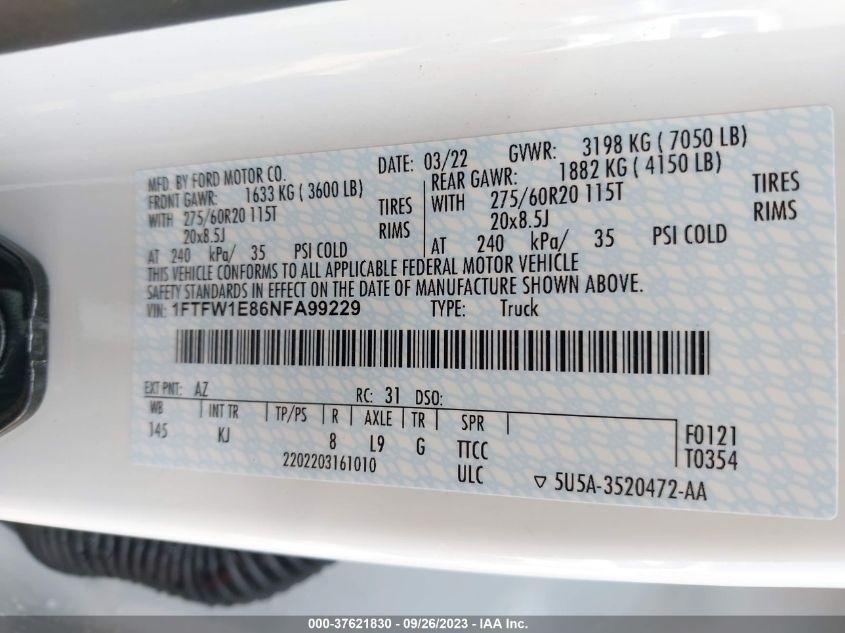 MFD. BY FORD MOTOR CO.
DATE: 03/22 GVWR: 3198 KG ( 7050 LB)
FRONT GAWR: 1633 KG ( 3600 LB)
REAR GAWR: 1882 KG ( 4150 LB)
WITH 275/60R20 115T TIRES
20x8.5J RIMS
WITH 275/60R20 115T TIRES
20x8.5J RIMS
AT 240 kPa/ 35 PSI COLD
AT 240 kPa/ 35 PSI COLD
THIS VEHICLE CONFORMS TO ALL APPLICABLE FEDERAL MOTOR VEHICLE
SAFETY STANDARDS IN EFFECT ON THE DATE OF MANUFACTURE SHOWN ABOVE.
VIN: 1FTFW1E86NFA99229 TYPE: Truck
EXT PNT: AZ RC: 31 DSO:
WB INT TR TP/PS R AXLE TR SPR
145 KJ 8 L9 G TTCC
F0121
T0354
2202203161010 ULC
5U5A-3520472-AA
000-37621830 - 09/26/2023 - IAA Inc.